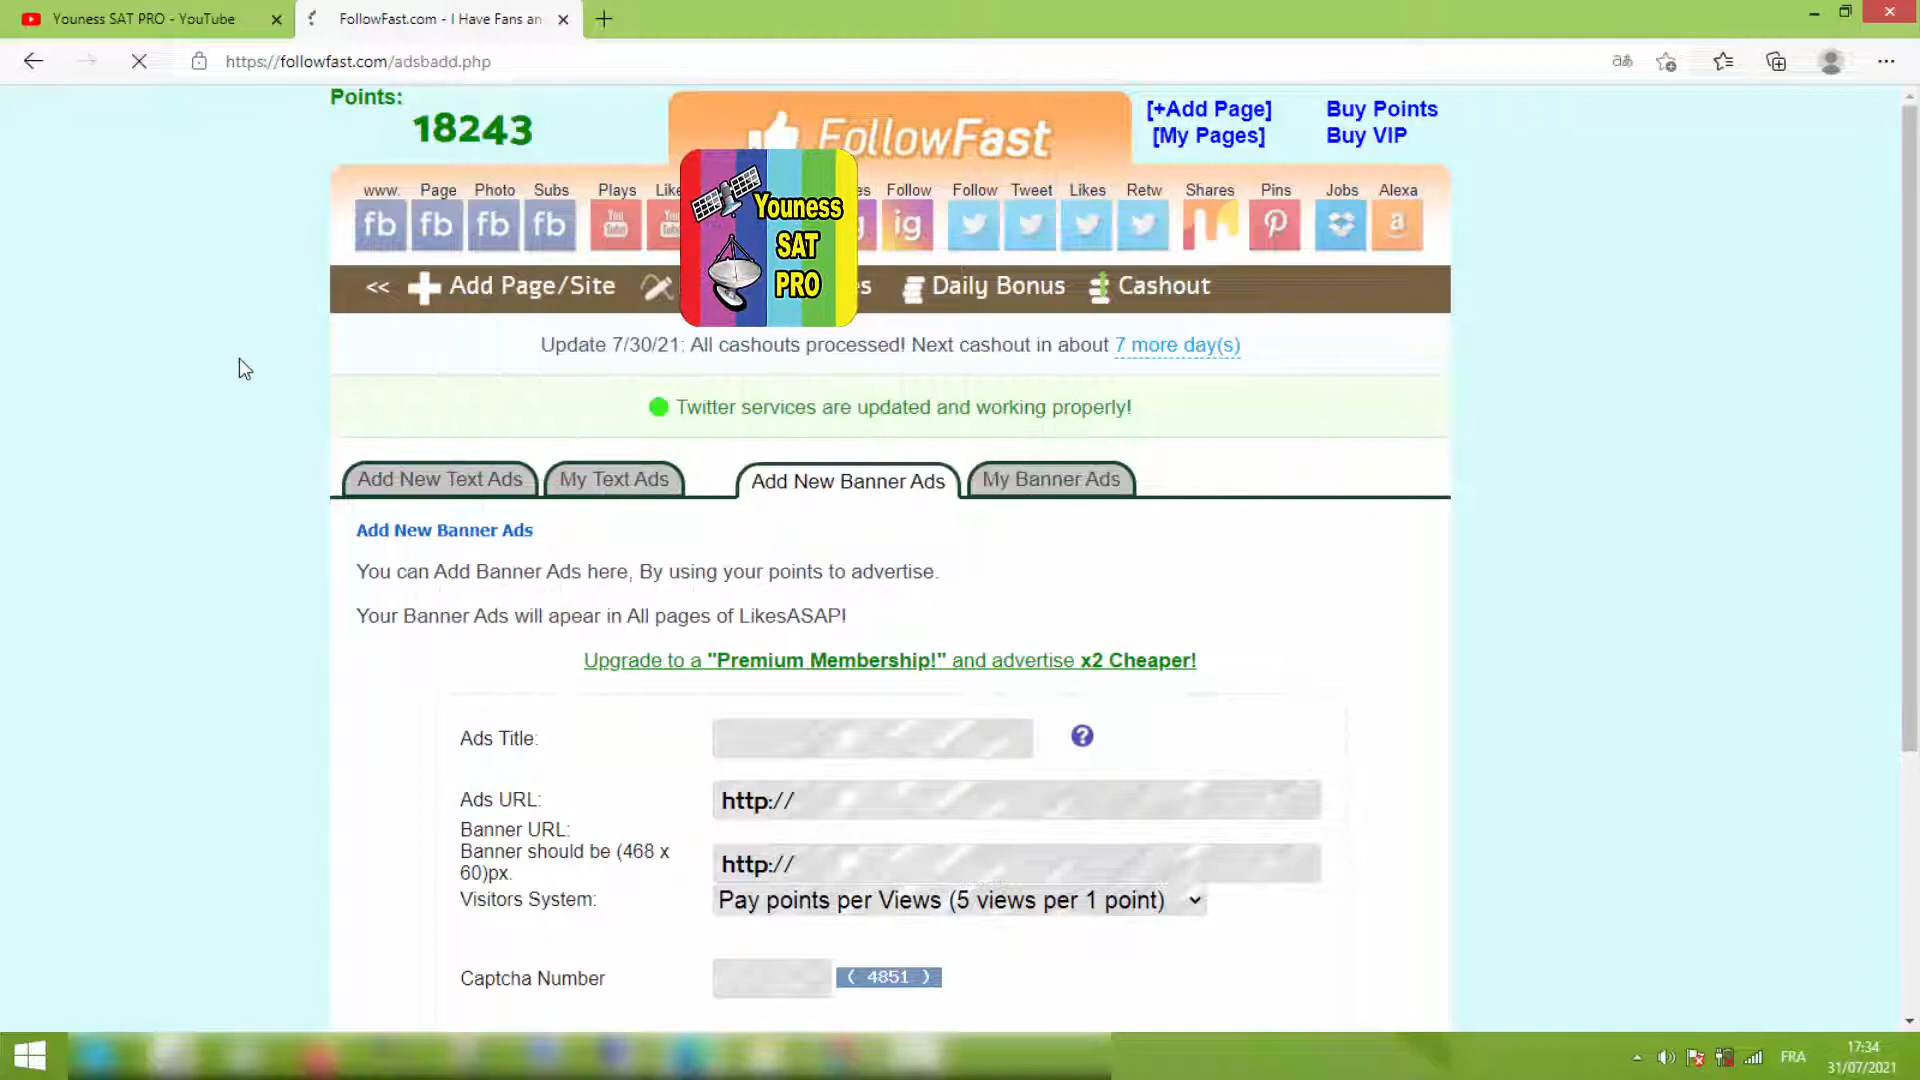 Youness SAT PRO - YouTube
FollowFast.com - I Have Fans an
https://followfast.com/adsbadd.php
Points:
18243
FollowFast
[+Add Page]
[My Pages]
Buy Points
Buy VIP
www. Page Photo Subs Plays Like es Follow Follow Tweet Likes Retw Shares Pins Jobs Alexa
fb fb fb fb You ig a
Youness
SAT
PRO
<< Add Page/Site es Daily Bonus Cashout
Update 7/30/21: All cashouts processed! Next cashout in about 7 more day(s)
Twitter services are updated and working properly!
Add New Text Ads My Text Ads Add New Banner Ads My Banner Ads
Add New Banner Ads
You can Add Banner Ads here, By using your points to advertise.
Your Banner Ads will apear in All pages of LikesASAP!
Upgrade to a "Premium Membership!" and advertise x2 Cheaper!
Ads Title: ?
Ads URL: http://
Banner URL:
Banner should be (468 x
60)px.
http://
Visitors System: Pay points per Views (5 views per 1 point)
Captcha Number ( 4851 )
FRA
17:34
31/07/2021